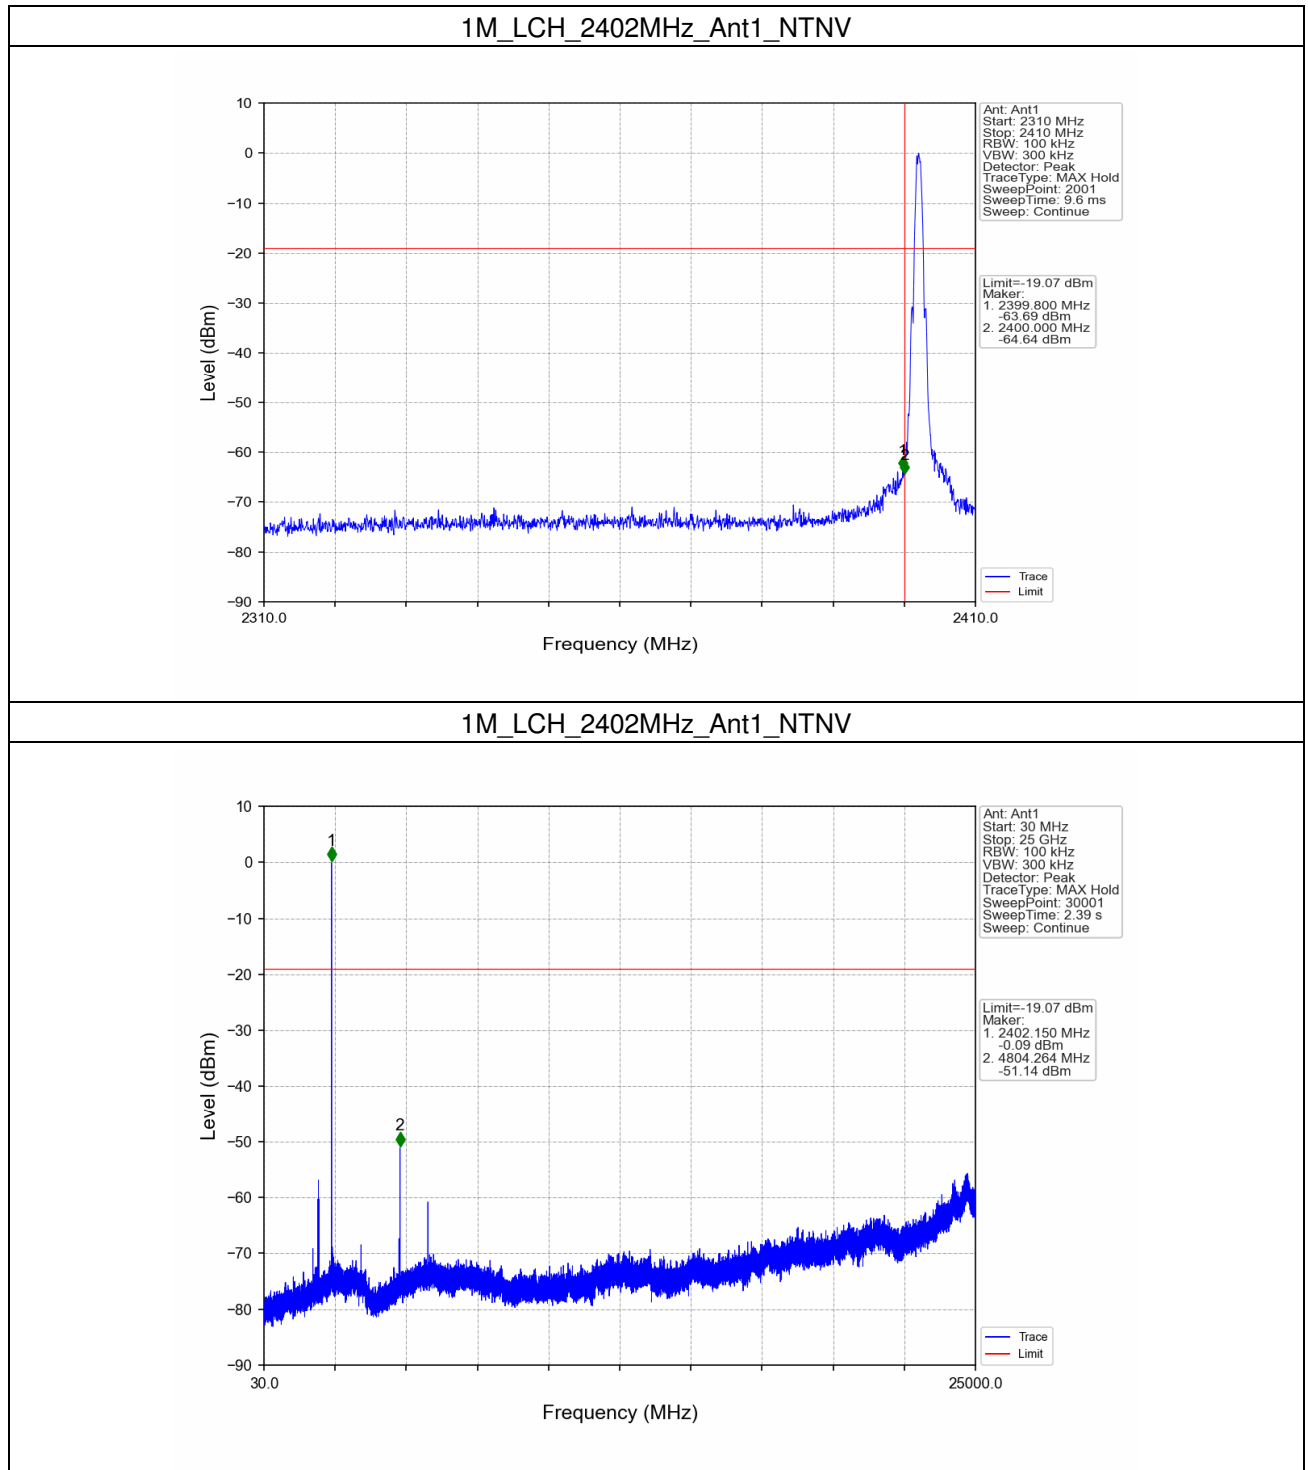 1M_LCH_2402MHz_Ant1_NTNV
10
0
−10
−20
−30
−40
−50
−60
−70
−80
−90
Level (dBm)
2310.0
2410.0
Frequency (MHz)
1
2
Ant: Ant1
Start: 2310 MHz
Stop: 2410 MHz
RBW: 100 kHz
VBW: 300 kHz
Detector: Peak
TraceType: MAX Hold
SweepPoint: 2001
SweepTime: 9.6 ms
Sweep: Continue
Limit=-19.07 dBm
Maker:
1. 2399.800 MHz
-63.69 dBm
2. 2400.000 MHz
-64.64 dBm
Trace
Limit
1M_LCH_2402MHz_Ant1_NTNV
10
0
−10
−20
−30
−40
−50
−60
−70
−80
−90
Level (dBm)
30.0
25000.0
Frequency (MHz)
1
2
Ant: Ant1
Start: 30 MHz
Stop: 25 GHz
RBW: 100 kHz
VBW: 300 kHz
Detector: Peak
TraceType: MAX Hold
SweepPoint: 30001
SweepTime: 2.39 s
Sweep: Continue
Limit=-19.07 dBm
Maker:
1. 2402.150 MHz
-0.09 dBm
2. 4804.264 MHz
-51.14 dBm
Trace
Limit